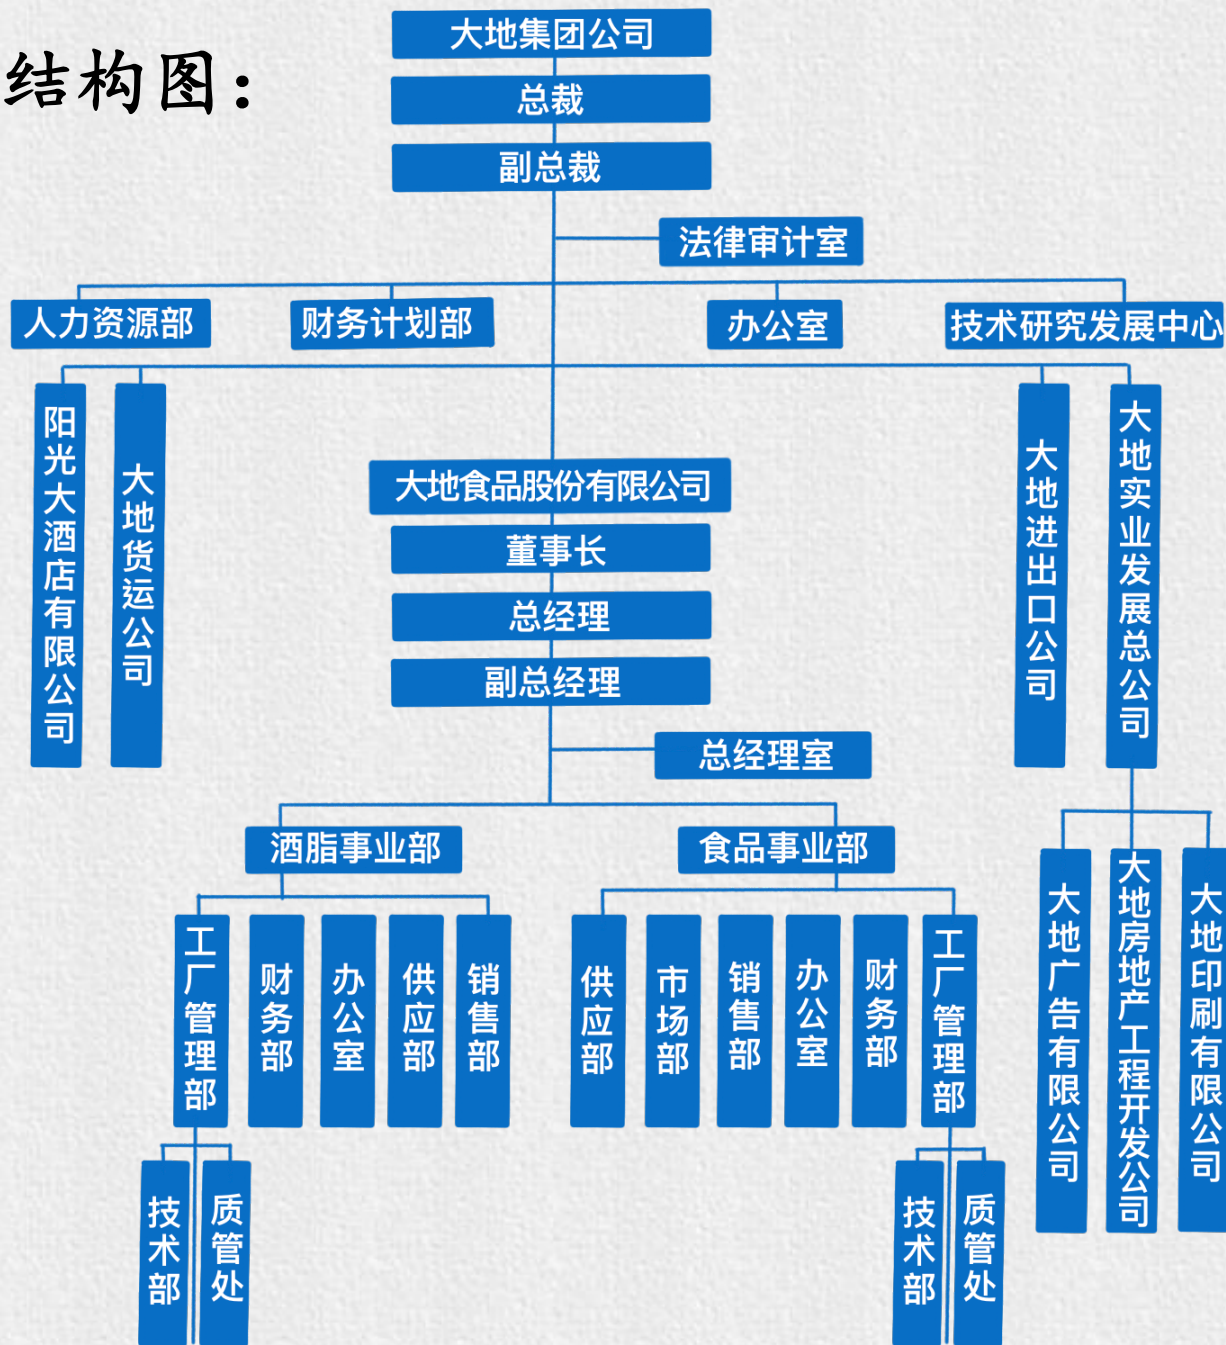 结构图：
大地集团公司
总裁
副总裁
法律审计室
人力资源部
财务计划部
办公室
技术研究发展中心
阳光大酒店有限公司
大地货运公司
大地食品股份有限公司
董事长
总经理
副总经理
总经理室
大地进出口公司
大地实业发展总公司
酒脂事业部
食品事业部
工厂管理部
财务部
办公室
供应部
销售部
供应部
市场部
销售部
办公室
财务部
工厂管理部
大地广告有限公司
大地房地产工程开发公司
大地印刷有限公司
技术部
质管处
技术部
质管处